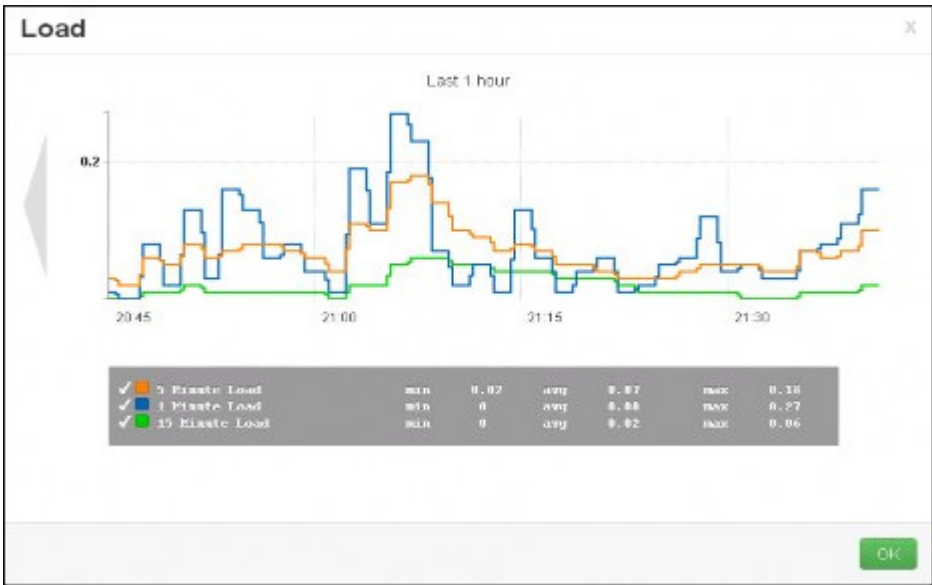 Load
x
Last 1 hour
0.2
20:45 21:00 21:15 21:30
5 Minute Load min 0.02 avg 0.07 max 0.18
1 Minute Load min 0 avg 0.08 max 0.27
15 Minute Load min 0 avg 0.02 max 0.06
OK